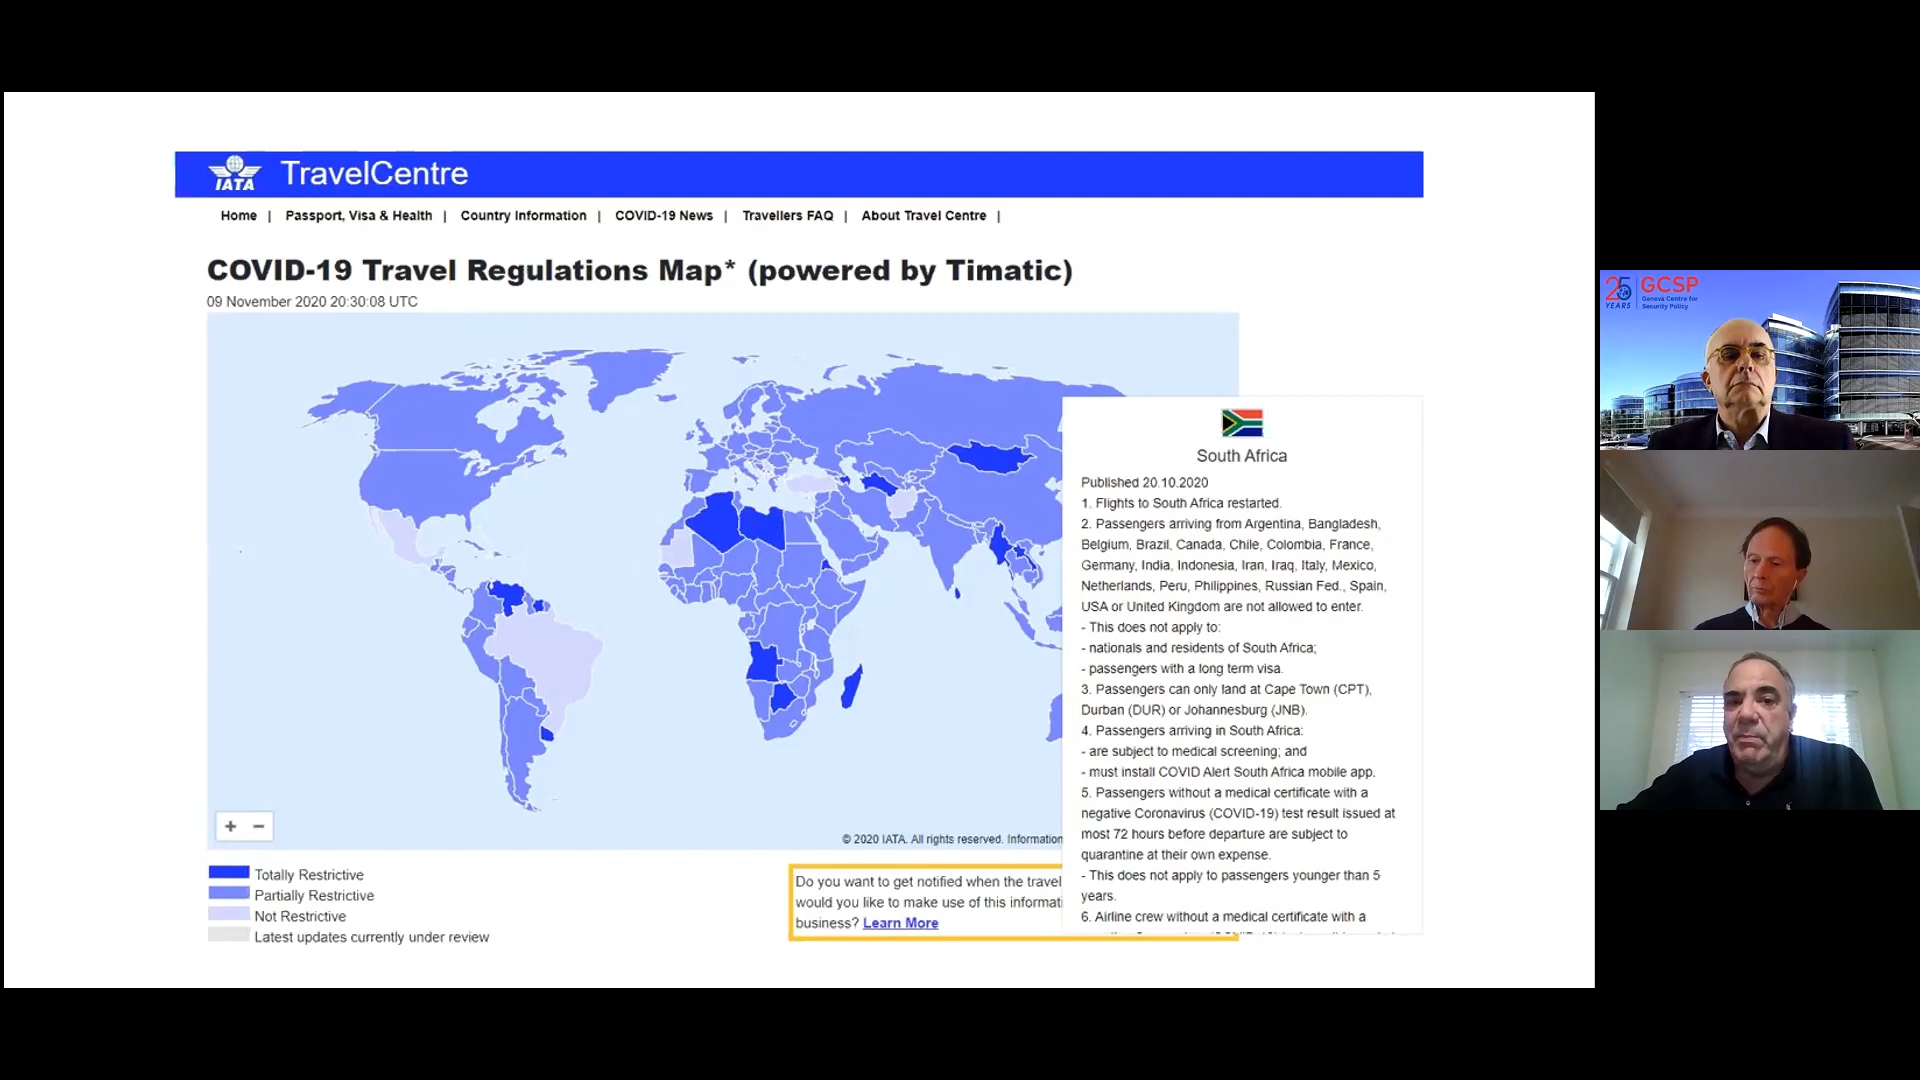 IATA
TravelCentre
Home | Passport, Visa & Health | Country Information | COVID-19 News | Travellers FAQ | About Travel Centre |
COVID-19 Travel Regulations Map* (powered by Timatic)
09 November 2020 20:30:08 UTC
+ −
© 2020 IATA. All rights reserved. Information
Totally Restrictive
Partially Restrictive
Not Restrictive
Latest updates currently under review
Do you want to get notified when the travel
would you like to make use of this informati
business? Learn More
South Africa
Published 20.10.2020
1. Flights to South Africa restarted.
2. Passengers arriving from Argentina, Bangladesh,
Belgium, Brazil, Canada, Chile, Colombia, France,
Germany, India, Indonesia, Iran, Iraq, Italy, Mexico,
Netherlands, Peru, Philippines, Russian Fed., Spain,
USA or United Kingdom are not allowed to enter.
- This does not apply to:
- nationals and residents of South Africa;
- passengers with a long term visa.
3. Passengers can only land at Cape Town (CPT),
Durban (DUR) or Johannesburg (JNB).
4. Passengers arriving in South Africa:
- are subject to medical screening; and
- must install COVID Alert South Africa mobile app.
5. Passengers without a medical certificate with a
negative Coronavirus (COVID-19) test result issued at
most 72 hours before departure are subject to
quarantine at their own expense.
- This does not apply to passengers younger than 5
years.
6. Airline crew without a medical certificate with a
25
YEARS
GCSP
Geneva Centre for
Security Policy